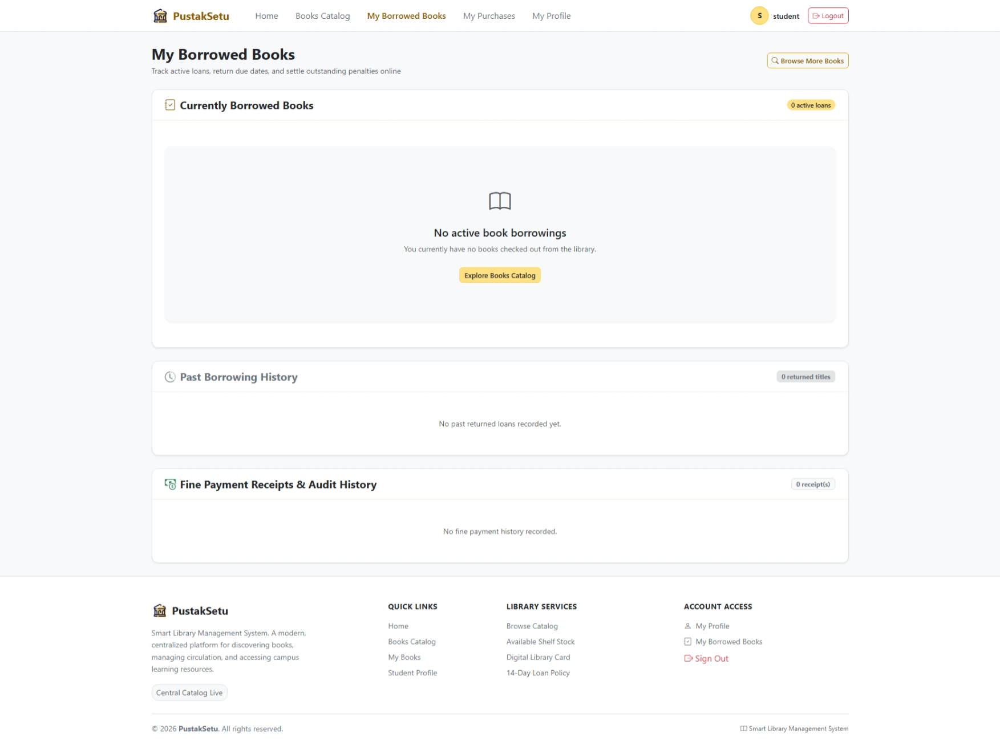 PustakSetu
Home
Books Catalog
My Borrowed Books
My Purchases
My Profile
S
student
Logout
My Borrowed Books
Track active loans, return due dates, and settle outstanding penalties online
Browse More Books
Currently Borrowed Books
0 active loans
No active book borrowings
You currently have no books checked out from the library.
Explore Books Catalog
Past Borrowing History
0 returned titles
No past returned loans recorded yet.
Fine Payment Receipts & Audit History
0 receipt(s)
No fine payment history recorded.
PustakSetu
Smart Library Management System. A modern,
centralized platform for discovering books,
managing circulation, and accessing campus
learning resources.
Central Catalog Live
QUICK LINKS
Home
Books Catalog
My Books
Student Profile
LIBRARY SERVICES
Browse Catalog
Available Shelf Stock
Digital Library Card
14-Day Loan Policy
ACCOUNT ACCESS
My Profile
My Borrowed Books
Sign Out
© 2026 PustakSetu. All rights reserved.
Smart Library Management System